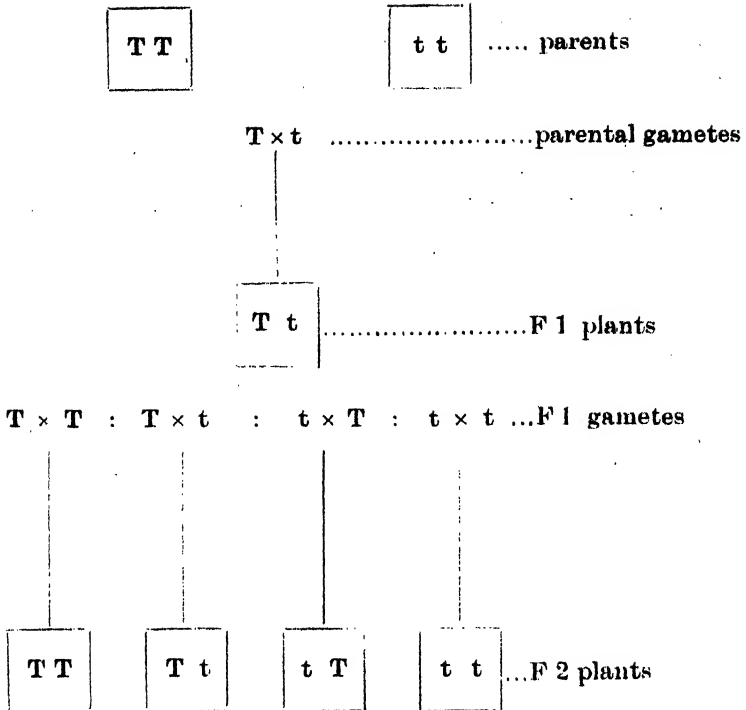 T T t t ..... parents
T × t ........................parental gametes
T t ........................F 1 plants
T × T : T × t : t × T : t × t ...F 1 gametes
T T T t t T t t ...F 2 plants